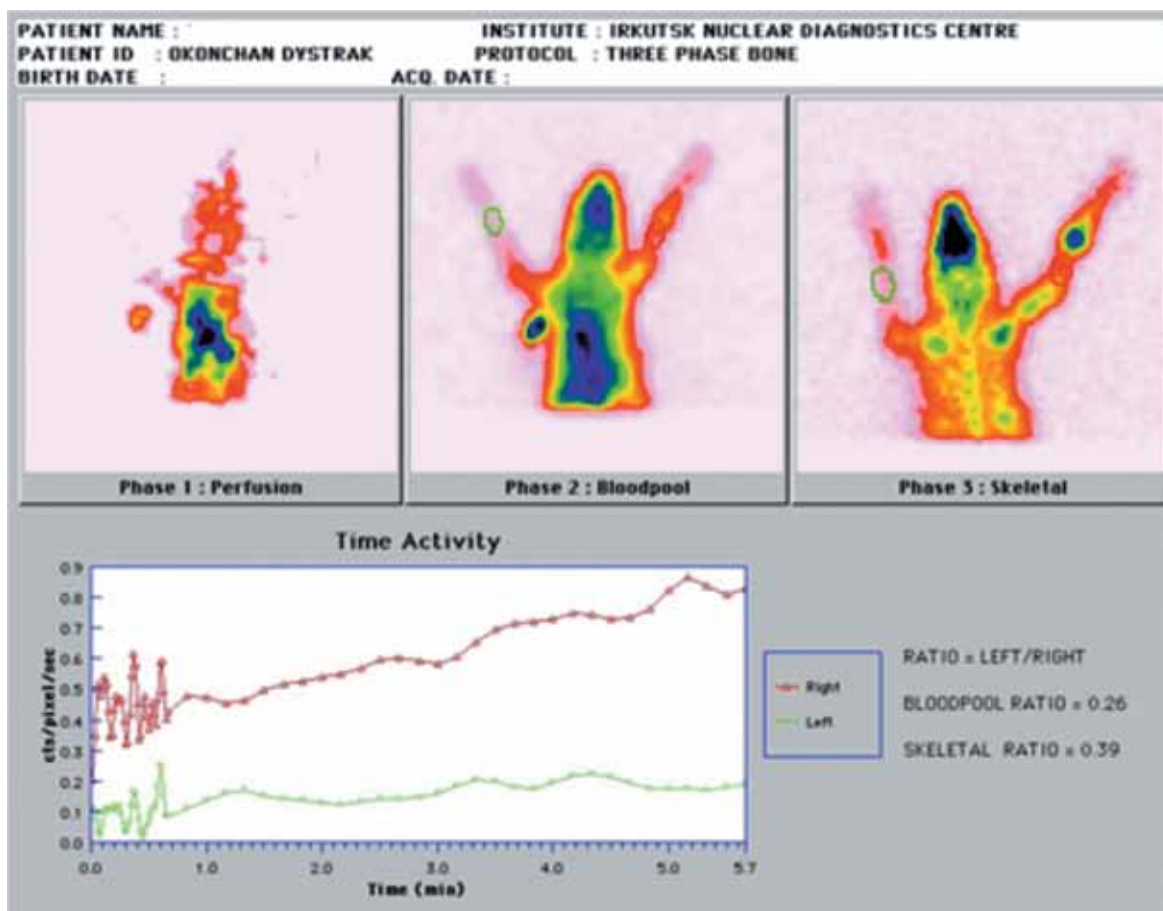 PATIENT NAME : INSTITUTE : IRKUTSK NUCLEAR DIAGNOSTICS CENTRE
PATIENT ID : OKONCHAN DYSTRAK PROTOCOL : THREE PHASE BONE
BIRTH DATE : ACQ. DATE :
Phase 1 : Perfusion
Phase 2 : Bloodpool
Phase 3 : Skeletal
Time Activity
cts/pixel/sec
0.9
0.8
0.7
0.6
0.5
0.4
0.3
0.2
0.1
0.0
0.0 1.0 2.0 3.0 4.0 5.0 5.7
Time (min)
Right
Left
RATIO = LEFT/RIGHT
BLOODPOOL RATIO = 0.26
SKELETAL RATIO = 0.39